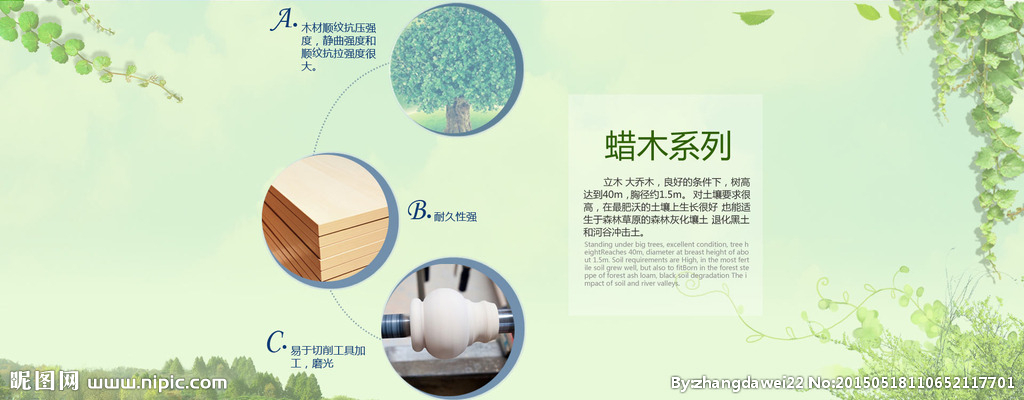 A. 木材顺纹抗压强
度，静曲强度和
顺纹抗拉强度很
大。
B. 耐久性强
C. 易于切削工具加
工，磨光
蜡木系列
立木 大乔木，良好的条件下，树高
达到40m，胸径约1.5m。 对土壤要求很
高，在最肥沃的土壤上生长很好 也能适
生于森林草原的森林灰化壤土 退化黑土
和河谷冲击土。
Standing under big trees, excellent condition, tree h
eightReaches 40m, diameter at breast height of abo
ut 1.5m. Soil requirements are High, in the most fert
ile soil grew well, but also to fitBorn in the forest ste
ppe of forest ash loam, black soil degradation The i
mpact of soil and river valleys.
昵图网 www.nipic.com
By:zhangdawei22 No:20150518110652117701